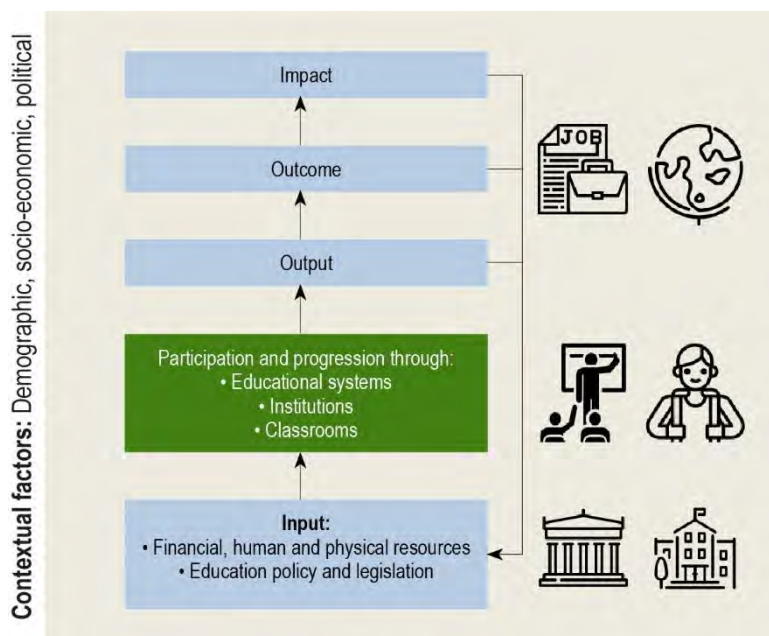 Contextual factors: Demographic, socio-economic, political
Impact
Outcome
Output
Participation and progression through:
• Educational systems
• Institutions
• Classrooms
Input:
• Financial, human and physical resources
• Education policy and legislation
JOB